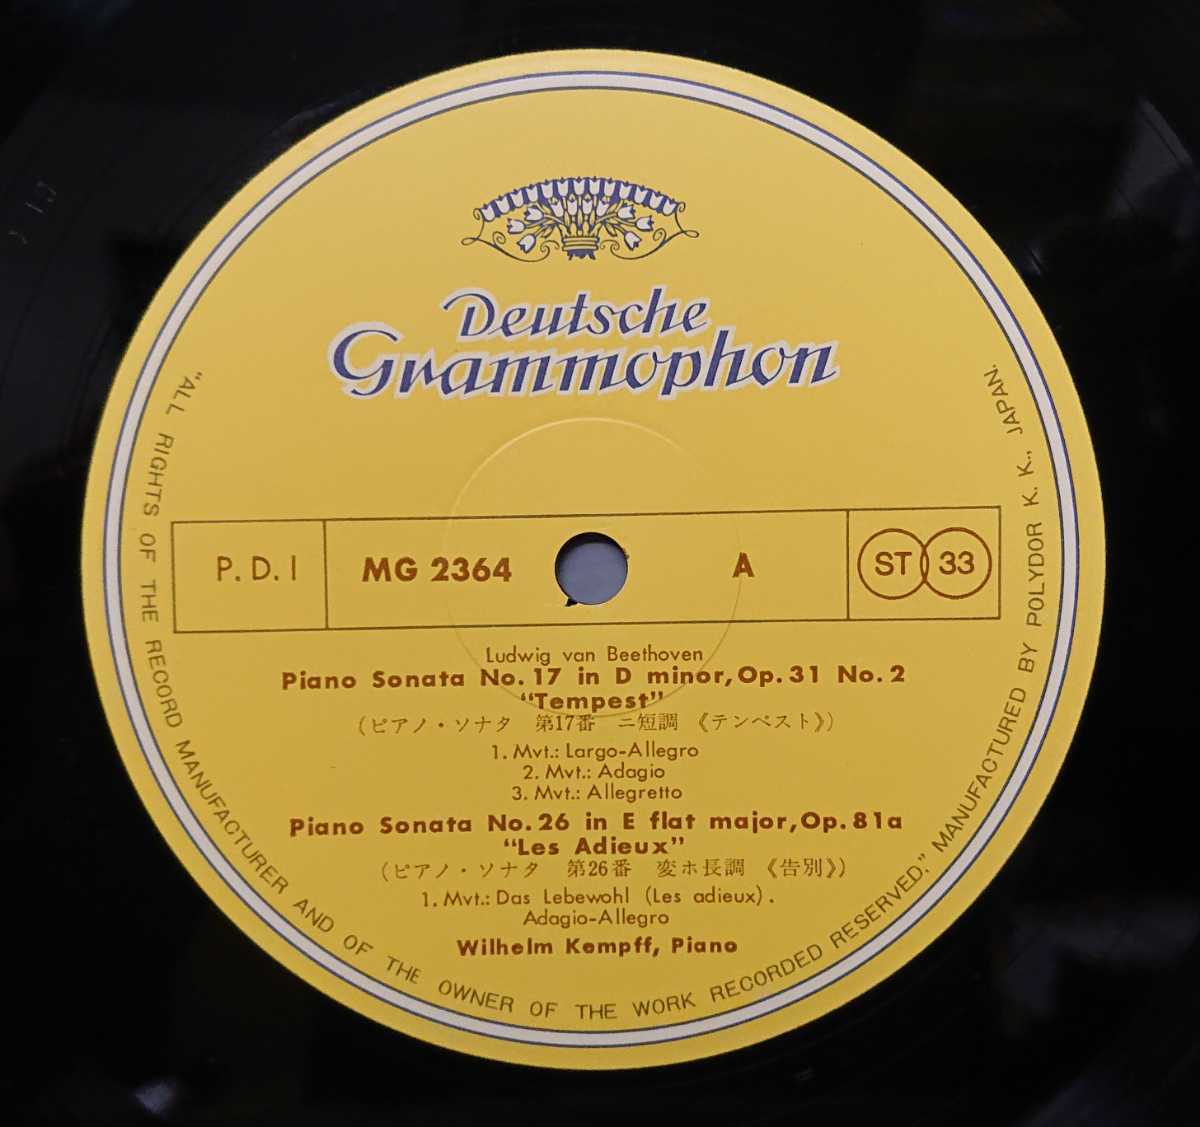 Deutsche
Grammophon
P.D.I MG 2364 A ST 33
Ludwig van Beethoven
Piano Sonata No.17 in D minor,Op.31 No.2
"Tempest"
(ピアノ・ソナタ 第17番 ニ短調 《テンペスト》)
1. Mvt.: Largo-Allegro
2. Mvt.: Adagio
3. Mvt.: Allegretto
Piano Sonata No.26 in E flat major,Op.81a
"Les Adieux"
(ピアノ・ソナタ 第26番 変ホ長調 《告別》)
1. Mvt.: Das Lebewohl (Les adieux).
Adagio-Allegro
Wilhelm Kempff, Piano
"ALL RIGHTS OF THE RECORD MANUFACTURER AND OF THE OWNER OF THE WORK RECORDED RESERVED," MANUFACTURED BY POLYDOR K. K., JAPAN.